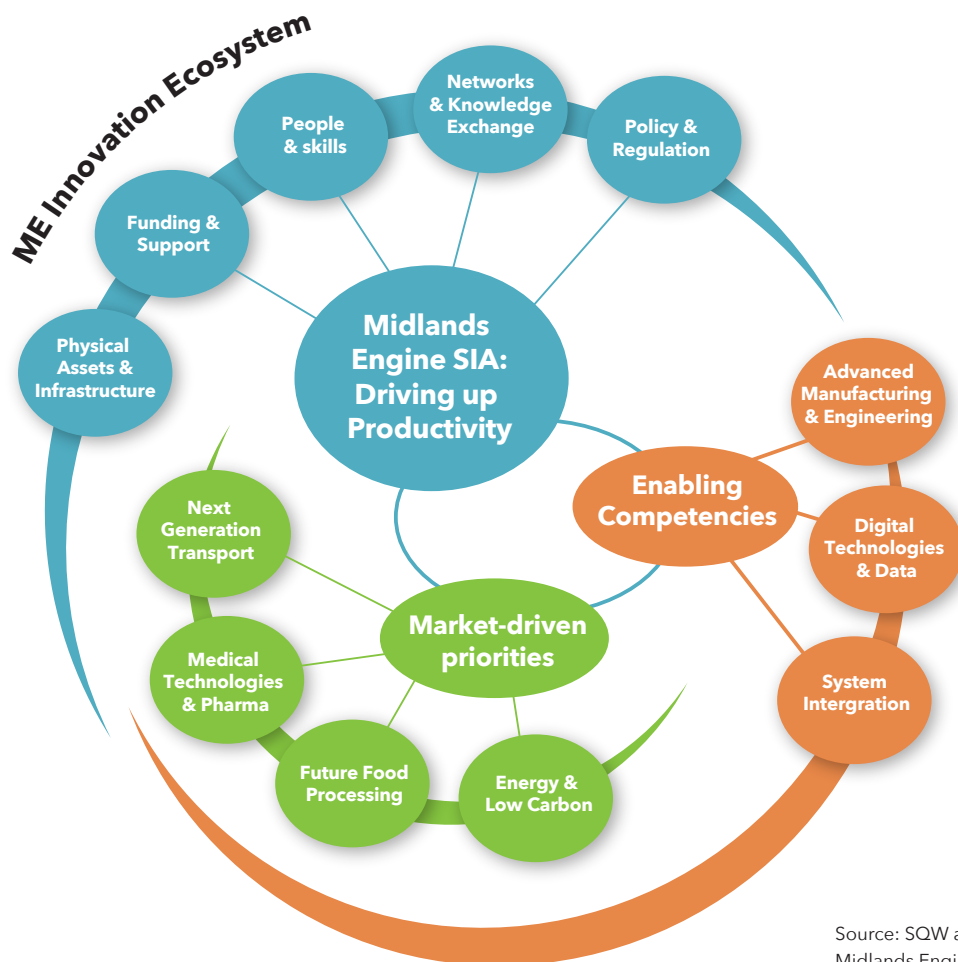 ME Innovation Ecosystem
Networks
& Knowledge
Exchange
People
& skills
Policy &
Regulation
Funding &
Support
Physical
Assets &
Infrastructure
Midlands
Engine SIA:
Driving up
Productivity
Advanced
Manufacturing
& Engineering
Enabling
Competencies
Digital
Technologies
& Data
System
Intergration
Next
Generation
Transport
Market-driven
priorities
Medical
Technologies
& Pharma
Future Food
Processing
Energy &
Low Carbon
Source: SQW a
Midlands Engi